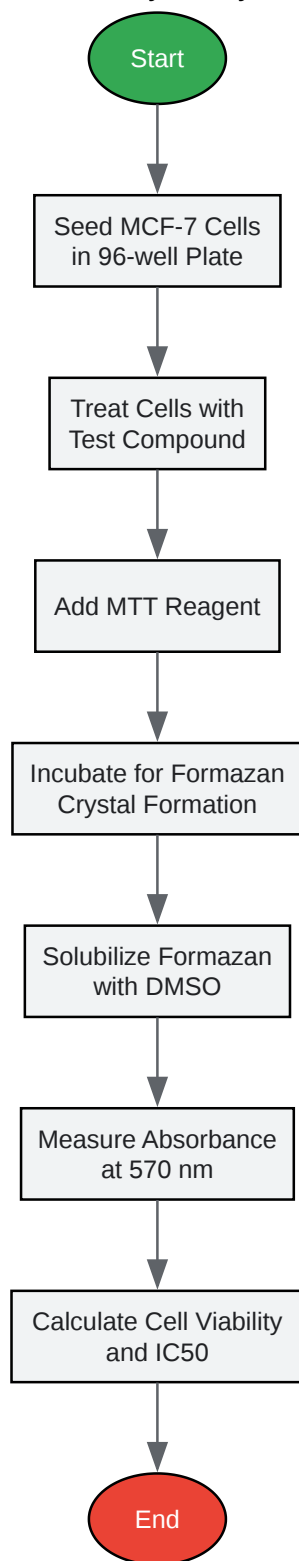 Start
Seed MCF-7 Cells
in 96-well Plate
Treat Cells with
Test Compound
Add MTT Reagent
Incubate for Formazan
Crystal Formation
Solubilize Formazan
with DMSO
Measure Absorbance
at 570 nm
Calculate Cell Viability
and IC50
End